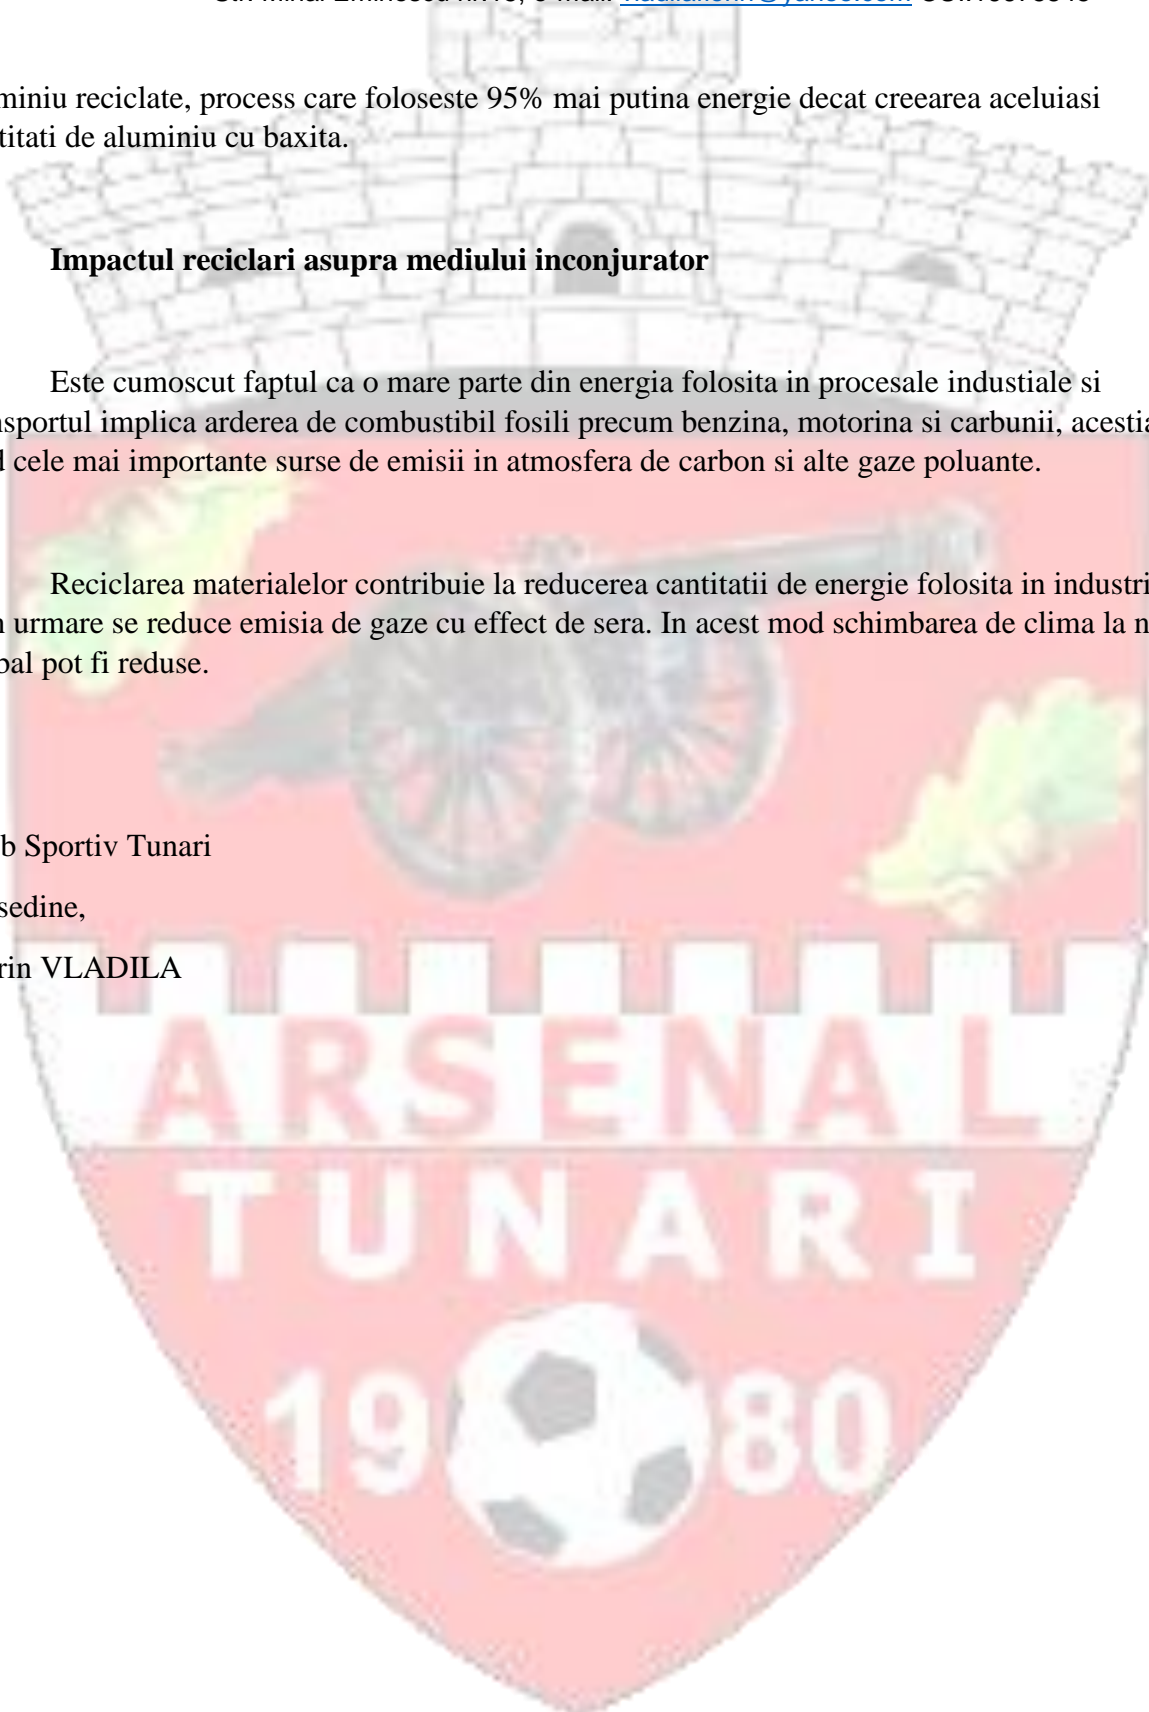 miniu reciclate, process care foloseste 95% mai putina energie decat creearea aceluiasi
titati de aluminiu cu baxita.
Impactul reciclari asupra mediului inconjurator
Este cumoscut faptul ca o mare parte din energia folosita in procesale industiale si
nsportul implica arderea de combustibil fosili precum benzina, motorina si carbunii, acestia
d cele mai importante surse de emisii in atmosfera de carbon si alte gaze poluante.
Reciclarea materialelor contribuie la reducerea cantitatii de energie folosita in industri
n urmare se reduce emisia de gaze cu effect de sera. In acest mod schimbarea de clima la n
bal pot fi reduse.
b Sportiv Tunari
sedine,
rin VLADILA
ARSENAL
TUNARI
19 80